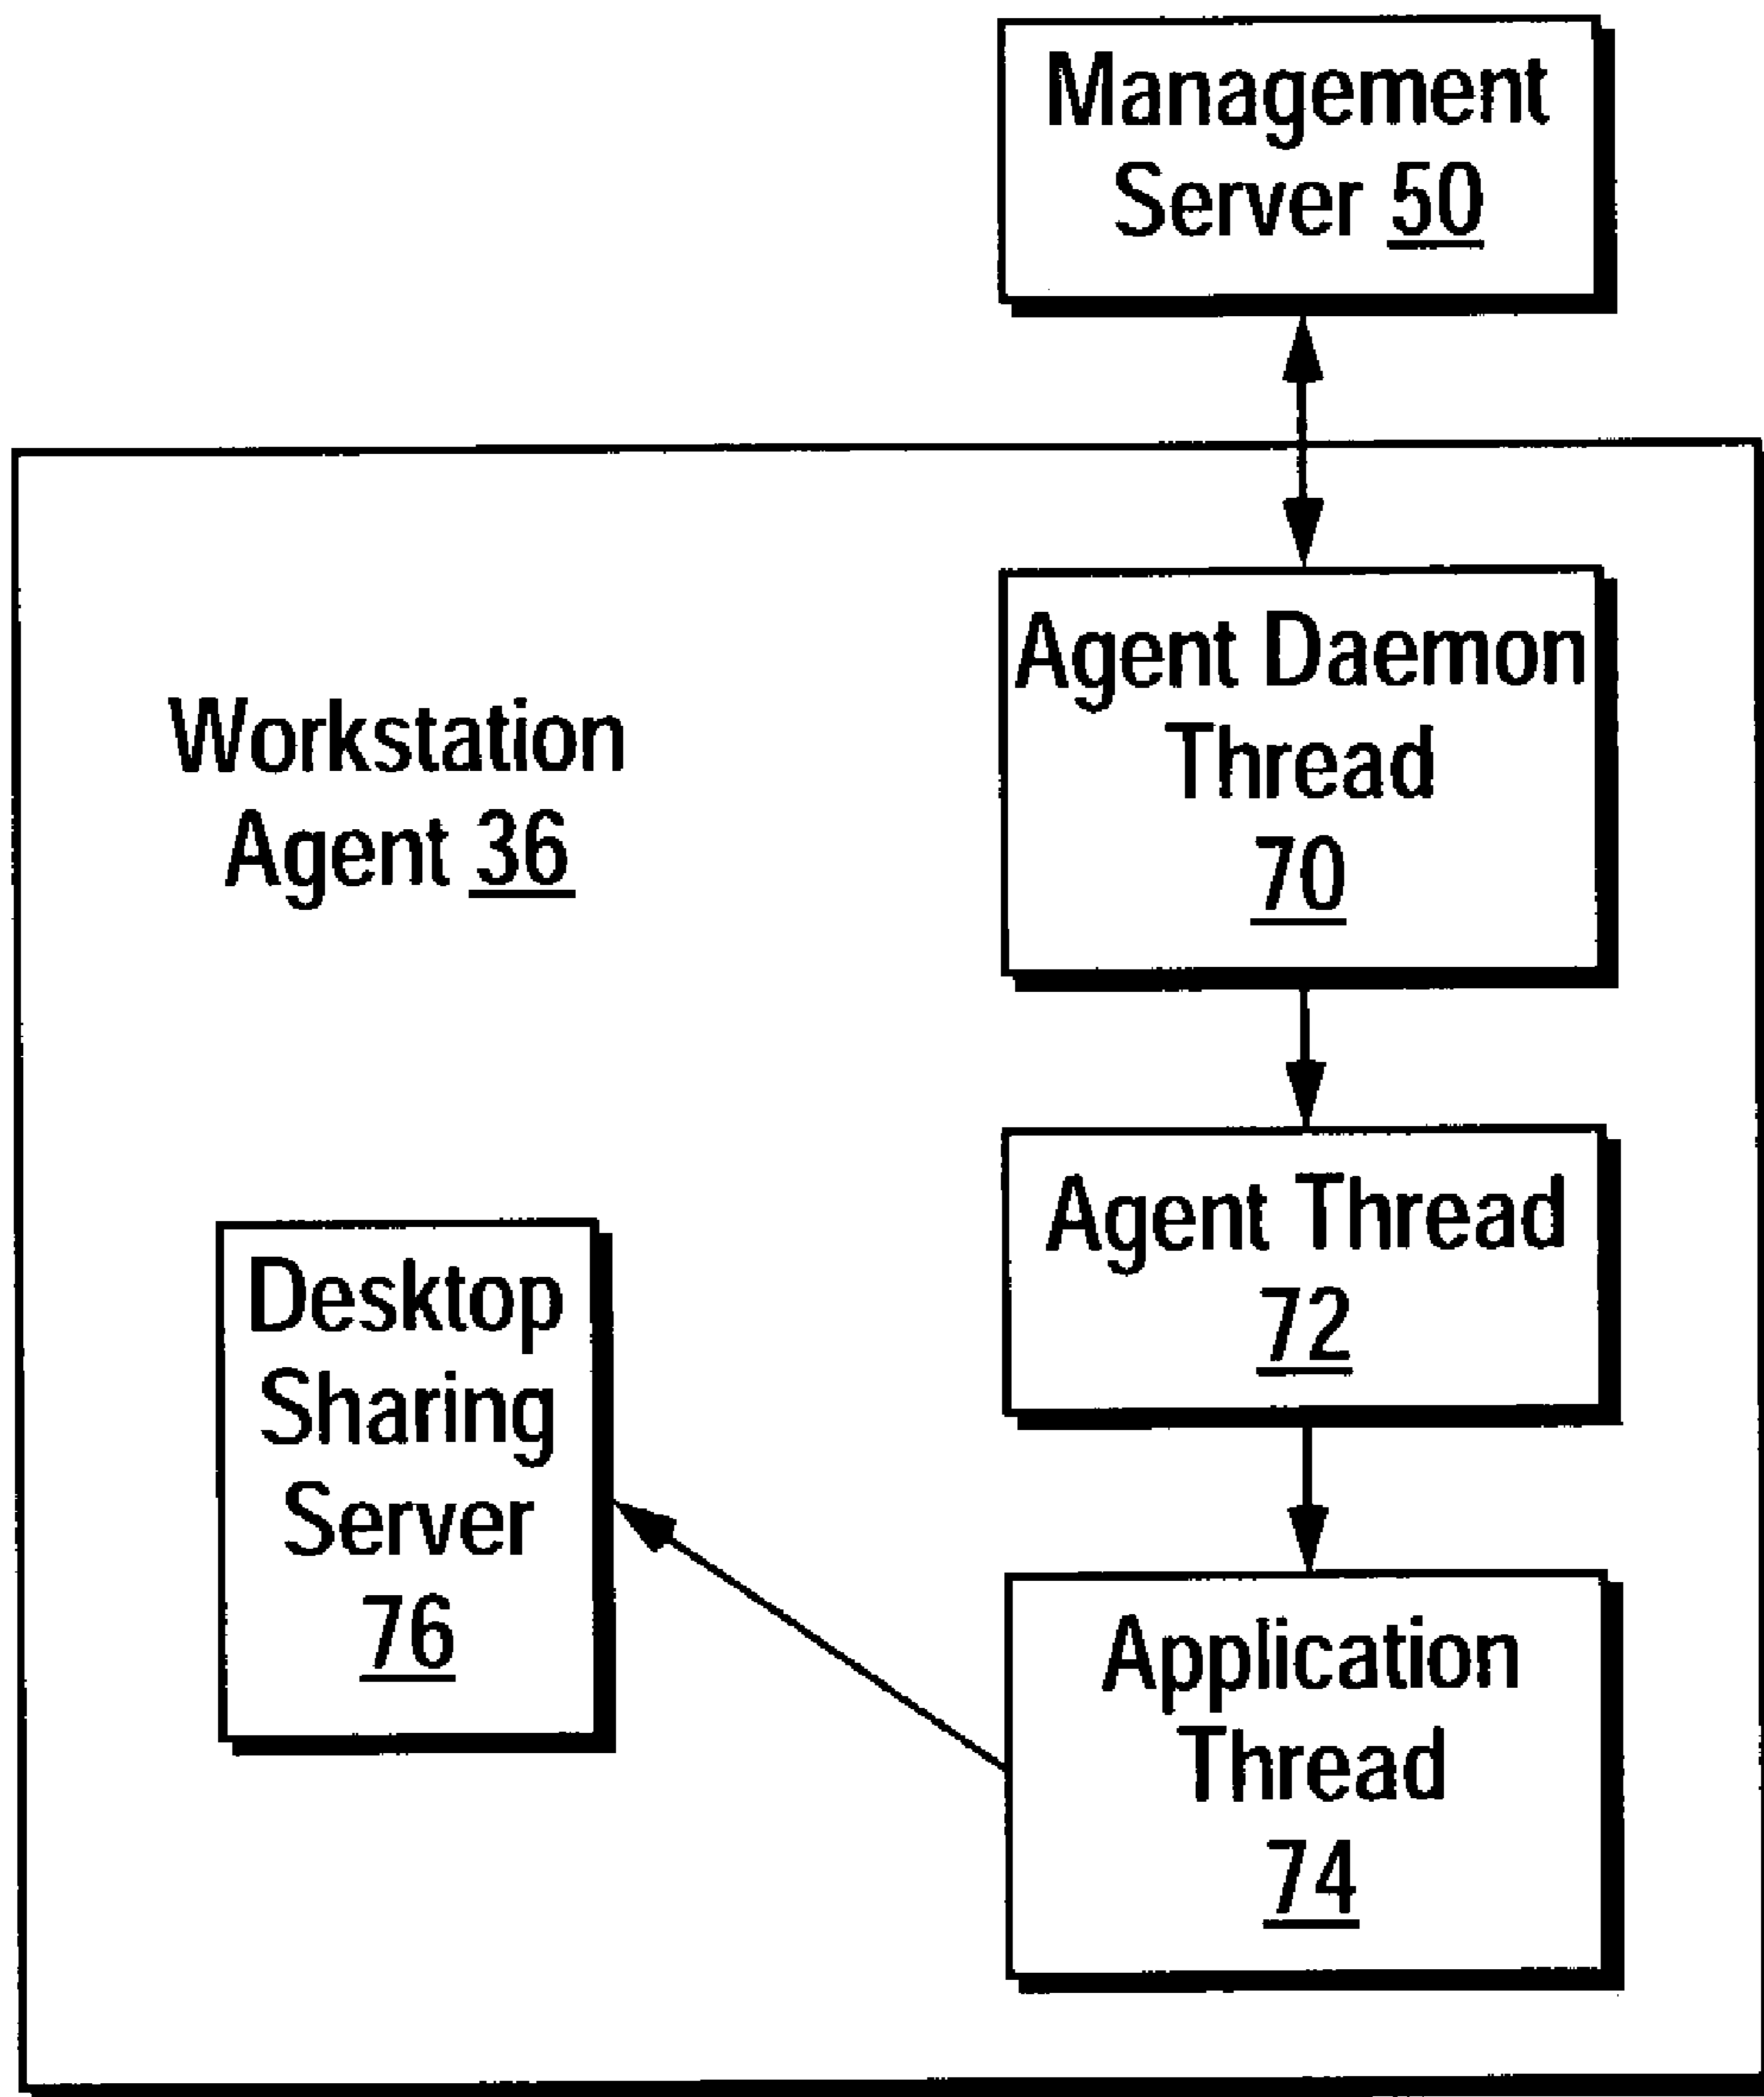 Management
Server 50
Agent Daemon
Thread
70
Workstation
Agent 36
Agent Thread
72
Desktop
Sharing
Server
76
Application
Thread
74